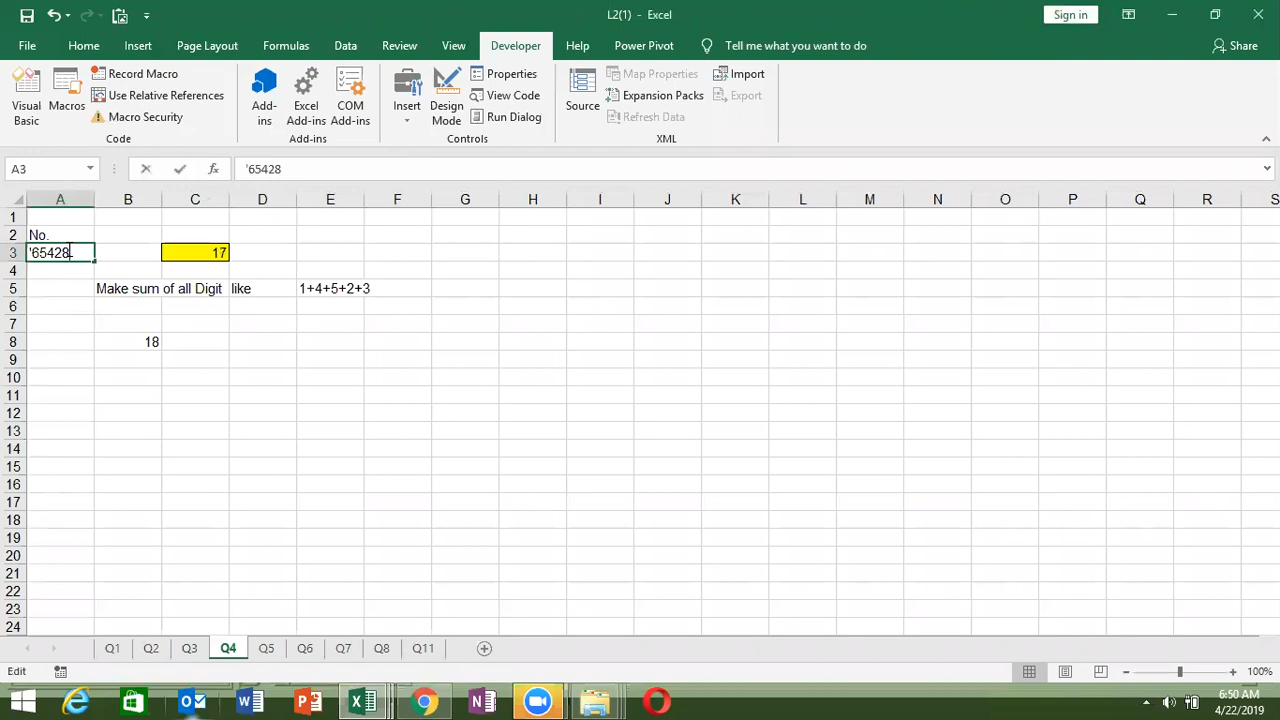 L2(1) - Excel
Sign in
File Home Insert Page Layout Formulas Data Review View Developer Help Power Pivot Tell me what you want to do Share
Visual Basic
Macros
Record Macro
Use Relative References
Macro Security
Code
Add-ins
Excel Add-ins
COM Add-ins
Add-ins
Insert
Design Mode
Properties
View Code
Run Dialog
Controls
Source
Map Properties
Expansion Packs
Refresh Data
Import
Export
XML
A3 fx '65428
A B C D E F G H I J K L M N O P Q R S
1
2 No.
3 '65428 17
4
5 Make sum of all Digit like 1+4+5+2+3
6
7
8 18
9
10
11
12
13
14
15
16
17
18
19
20
21
22
23
24
Q1 Q2 Q3 Q4 Q5 Q6 Q7 Q8 Q11
Edit 100%
6:50 AM
4/22/2019